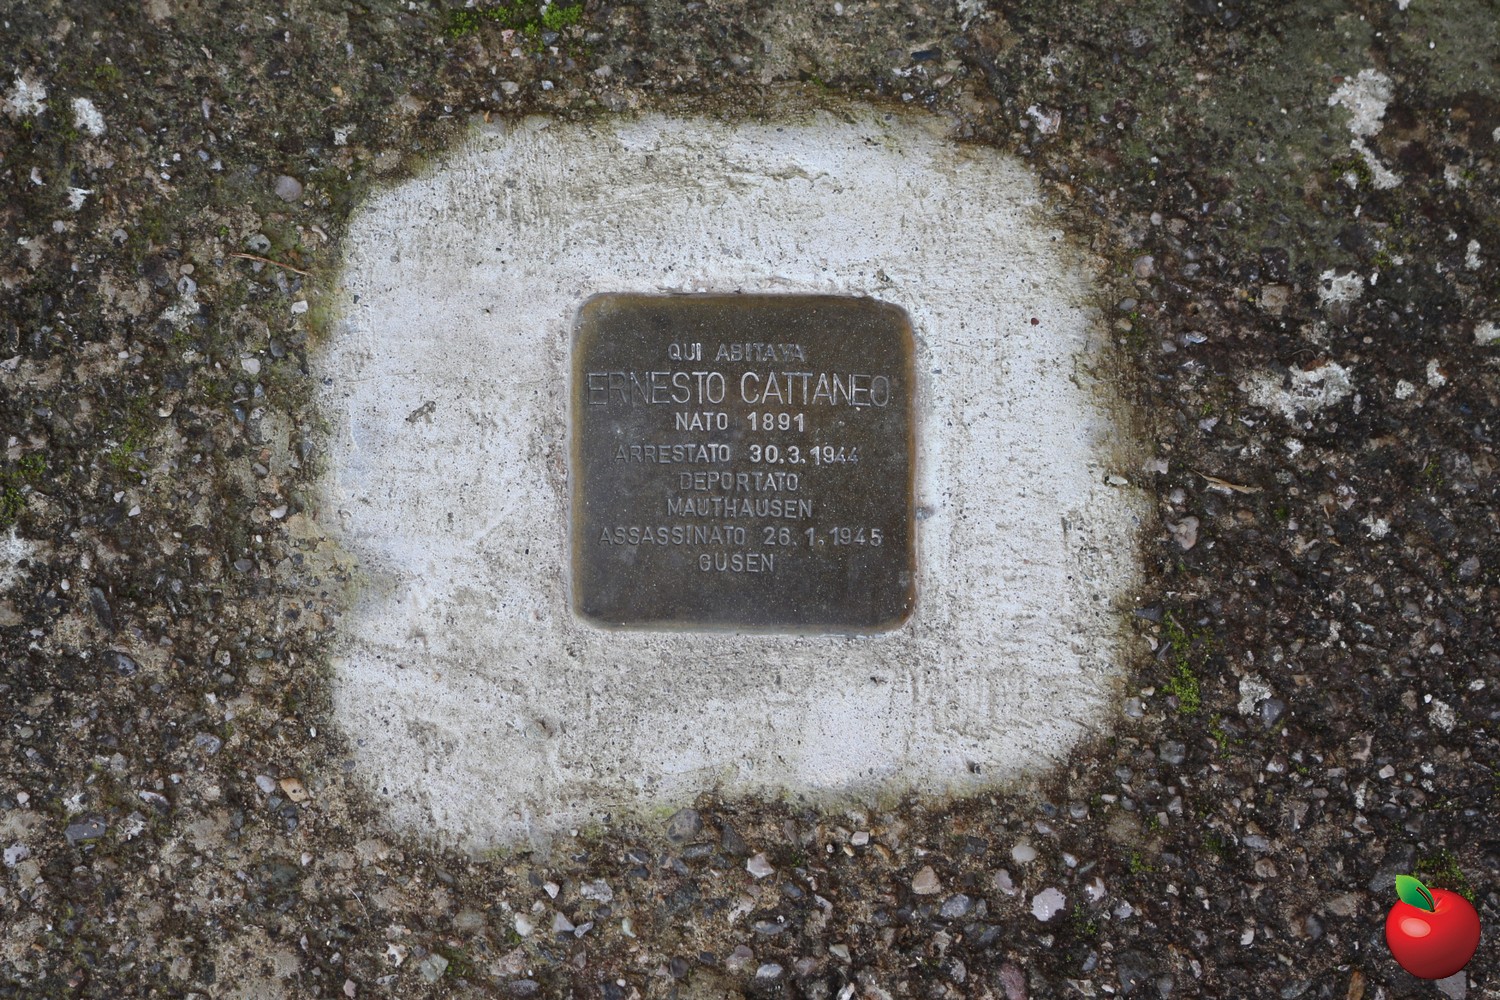 QUI ABITAVA
ERNESTO CATTANEO
NATO 1891
ARRESTATO 30.3.1944
DEPORTATO
MAUTHAUSEN
ASSASSINATO 26.1.1945
GUSEN